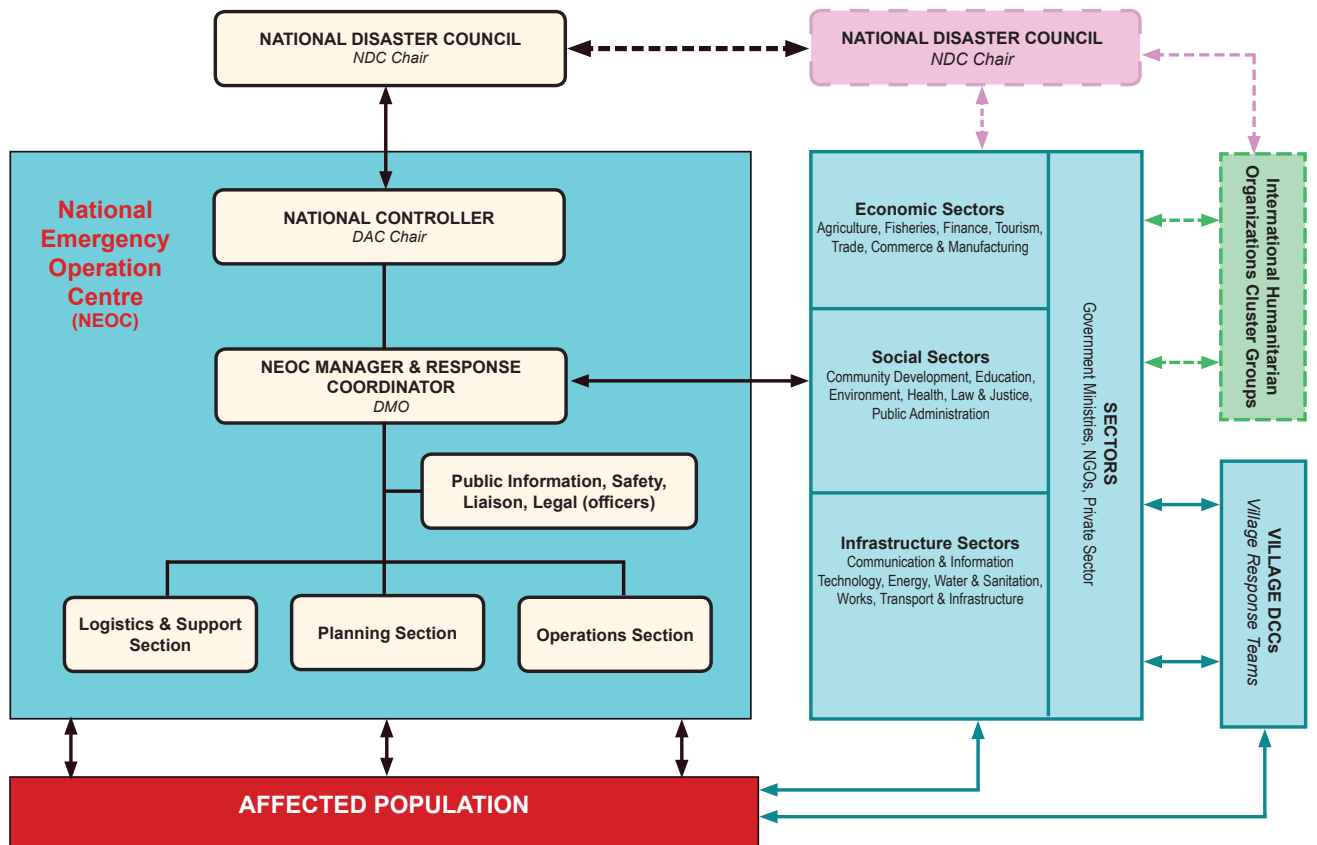 NATIONAL DISASTER COUNCIL
NDC Chair
NATIONAL DISASTER COUNCIL
NDC Chair
National
Emergency
Operation
Centre
(NEOC)
NATIONAL CONTROLLER
DAC Chair
NEOC MANAGER & RESPONSE
COORDINATOR
DMO
Public Information, Safety,
Liaison, Legal (officers)
Logistics & Support
Section
Planning Section
Operations Section
Economic Sectors
Agriculture, Fisheries, Finance, Tourism,
Trade, Commerce & Manufacturing
Social Sectors
Community Development, Education,
Environment, Health, Law & Justice,
Public Administration
Infrastructure Sectors
Communication & Information
Technology, Energy, Water & Sanitation,
Works, Transport & Infrastructure
SECTORS
Government Ministries, NGOs, Private Sector
International Humanitarian
Organizations Cluster Groups
VILLAGE DCCs
Village Response Teams
AFFECTED POPULATION